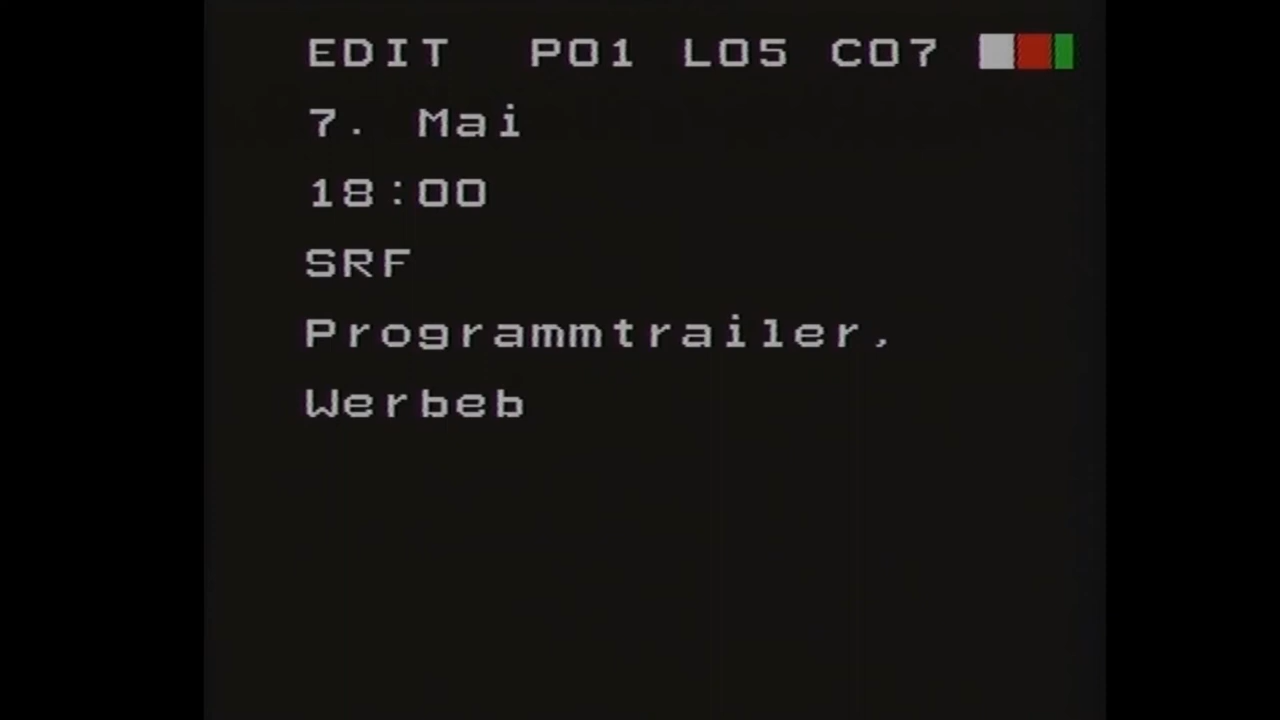 EDIT P01 L05 C07
7. Mai
18:00
SRF
Programmtrailer,
Werbeb